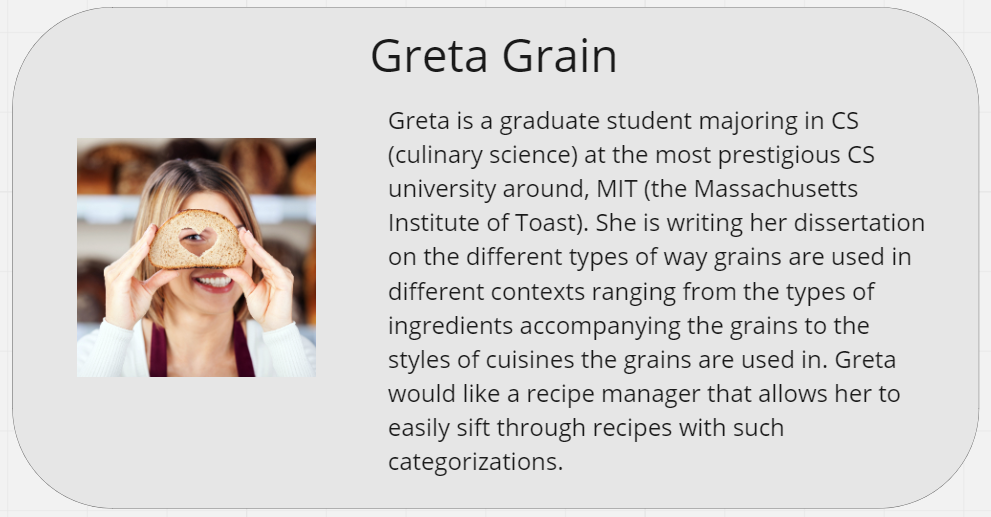 Greta Grain
Greta is a graduate student majoring in CS
(culinary science) at the most prestigious CS
university around, MIT (the Massachusetts
Institute of Toast). She is writing her dissertation
on the different types of way grains are used in
different contexts ranging from the types of
ingredients accompanying the grains to the
styles of cuisines the grains are used in. Greta
would like a recipe manager that allows her to
easily sift through recipes with such
categorizations.